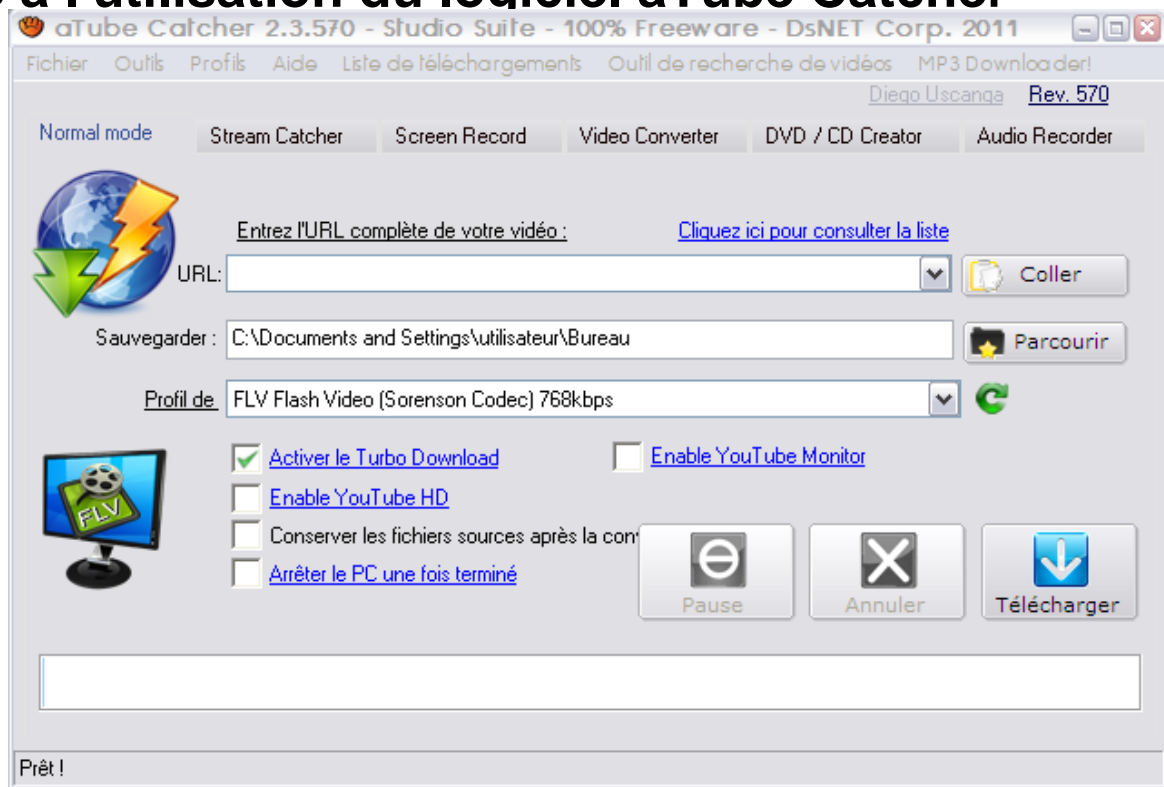 à l'utilisation du logiciel aTube Catcher
aTube Catcher 2.3.570 - Studio Suite - 100% Freeware - DsNET Corp. 2011
Fichier Outils Profils Aide Liste de téléchargements Outil de recherche de vidéos MP3 Downloader!
Diego Uscanga Rev. 570
Normal mode Stream Catcher Screen Record Video Converter DVD / CD Creator Audio Recorder
Entrez l'URL complète de votre vidéo : Cliquez ici pour consulter la liste
URL: Coller
Sauvegarder : C:\Documents and Settings\utilisateur\Bureau Parcourir
Profil de FLV Flash Video (Sorenson Codec) 768kbps
Activer le Turbo Download Enable YouTube Monitor
FLV Enable YouTube HD
Conserver les fichiers sources après la con
Arrêter le PC une fois terminé
Pause Annuler Télécharger
Prêt !